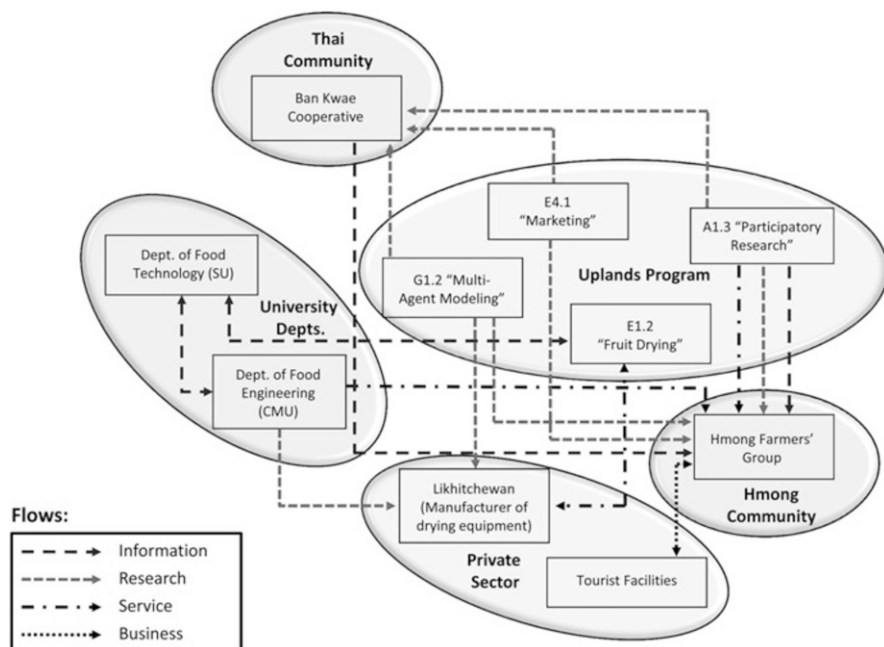 Thai
Community
Ban Kwae
Cooperative
E4.1
“Marketing”
A1.3 “Participatory
Research”
Dept. of Food
Technology (SU)
G1.2 “Multi-
Agent Modeling”
Uplands Program
University
Depts.
E1.2
“Fruit Drying”
Dept. of Food
Engineering
(CMU)
Hmong Farmers’
Group
Likhitchewan
(Manufacturer of
drying equipment)
Hmong
Community
Private
Sector
Tourist Facilities
Flows:
Information
Research
Service
Business